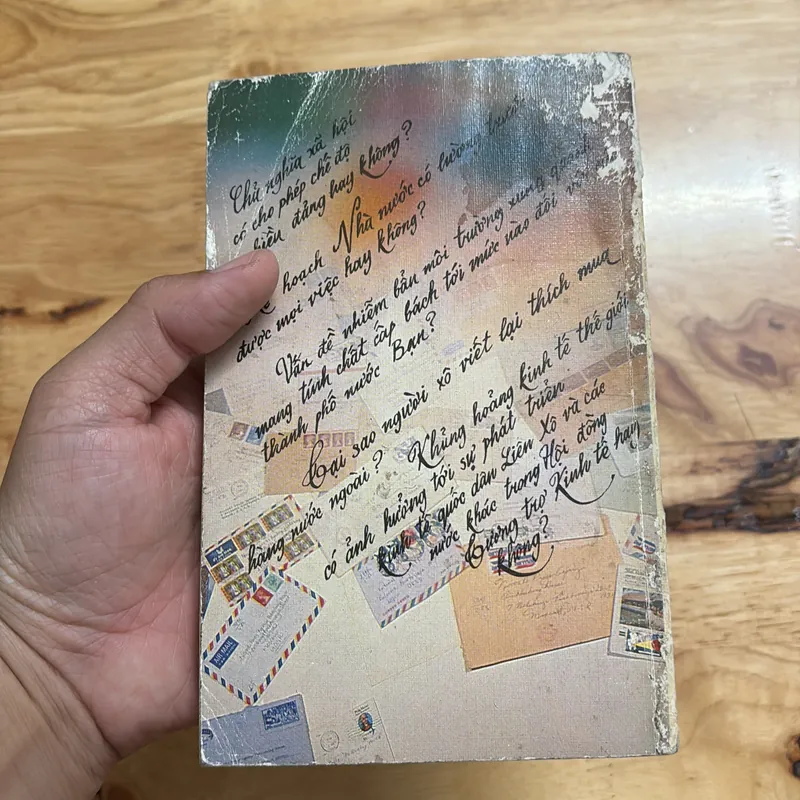 Chủ nghĩa xã hội
có cho phép chế độ
nhiều đảng hay không?
Kế hoạch Nhà nước có lường trước
được mọi việc hay không?
Vấn đề nhiễm bẩn môi trường xung quanh
mang tính chất cấp bách tới mức nào đối với các
thành phố nước Bạn?
Tại sao người xô viết lại thích mua
hàng nước ngoài? Khủng hoảng kinh tế thế giới
có ảnh hưởng tới sự phát triển
kinh tế quốc dân Liên Xô và các
nước khác trong Hội đồng
Tương trợ Kinh tế hay
không?
AIR MAIL